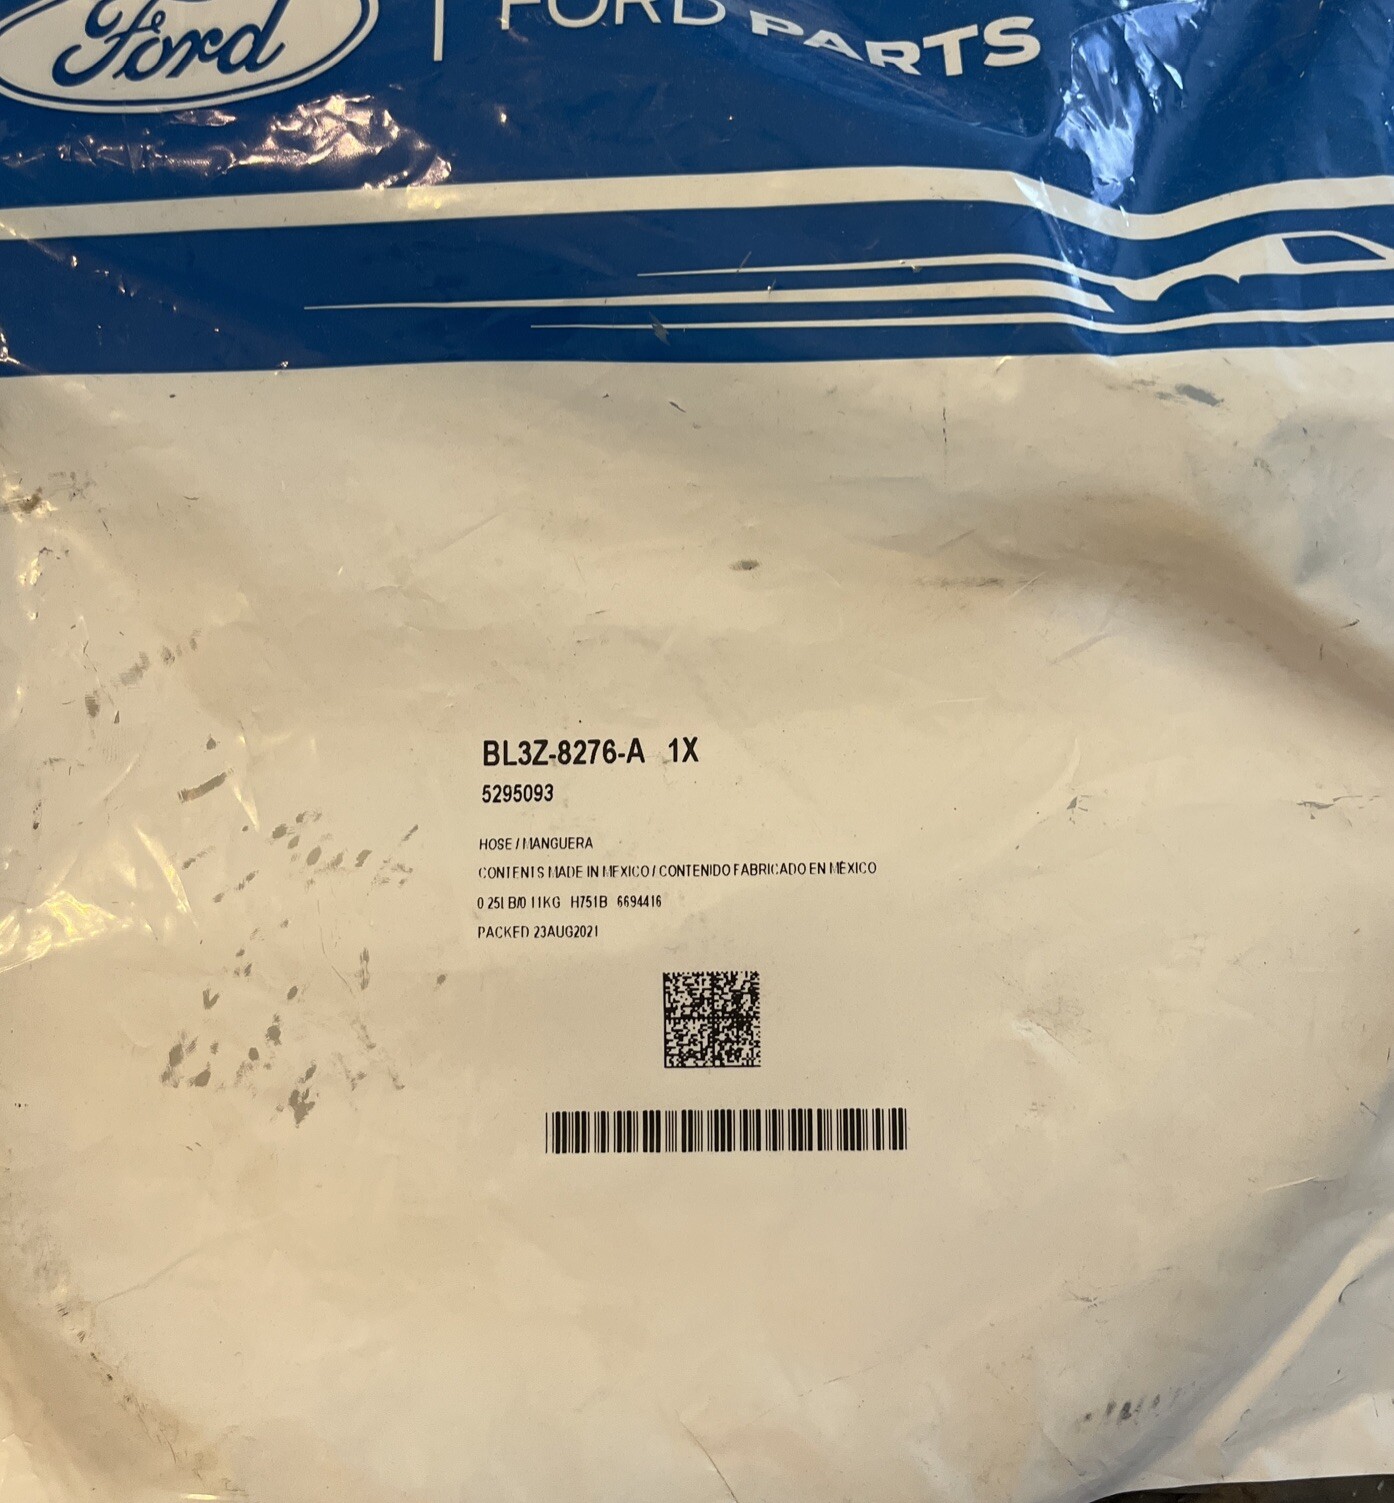 Ford FORD PARTS
BL3Z-8276-A 1X
5295093
HOSE / MANGUERA
CONTENTS MADE IN MEXICO / CONTENIDO FABRICADO EN MÉXICO
0.25LB/0.11KG H751B 6694416
PACKED 23AUG2021